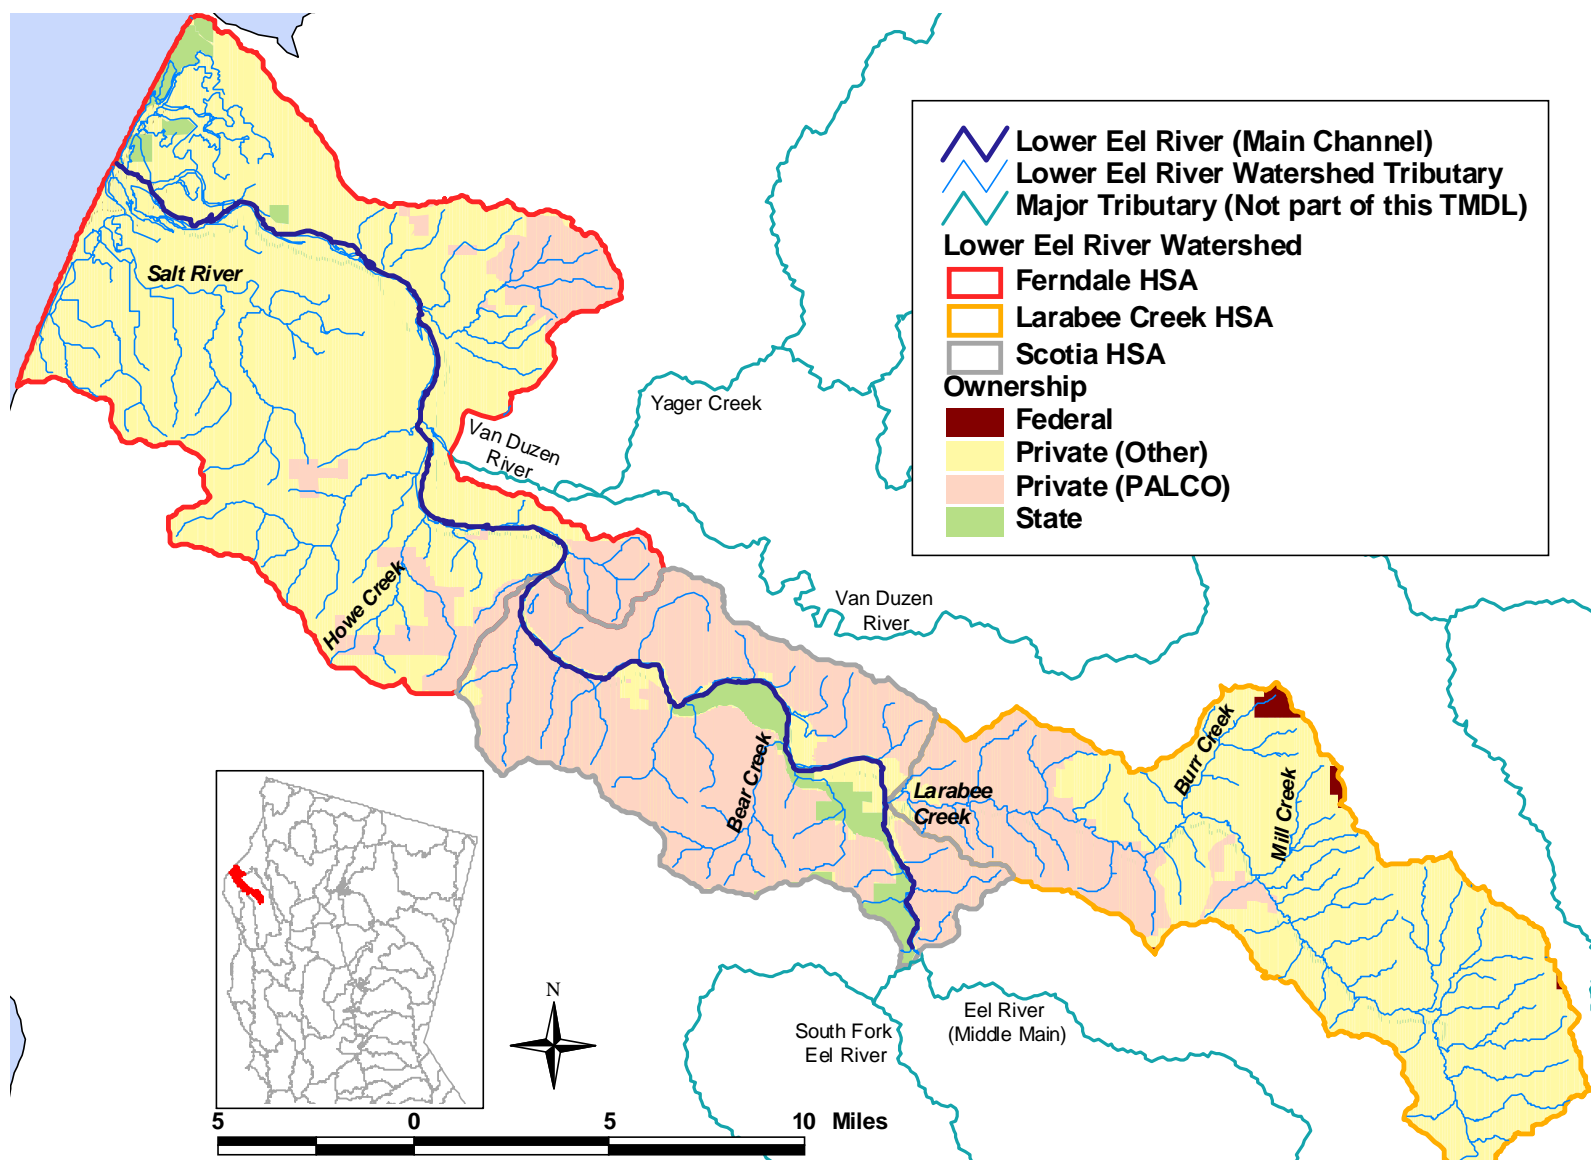 Lower Eel River (Main Channel)
Lower Eel River Watershed Tributary
Major Tributary (Not part of this TMDL)
Lower Eel River Watershed
Ferndale HSA
Larabee Creek HSA
Scotia HSA
Ownership
Federal
Private (Other)
Private (PALCO)
State
Salt River
Yager Creek
Van Duzen
River
Howe Creek
Van Duzen
River
Bear Creek
Larabee
Creek
Burr Creek
Mill Creek
South Fork
Eel River
Eel River
(Middle Main)
N
5 0 5 10 Miles